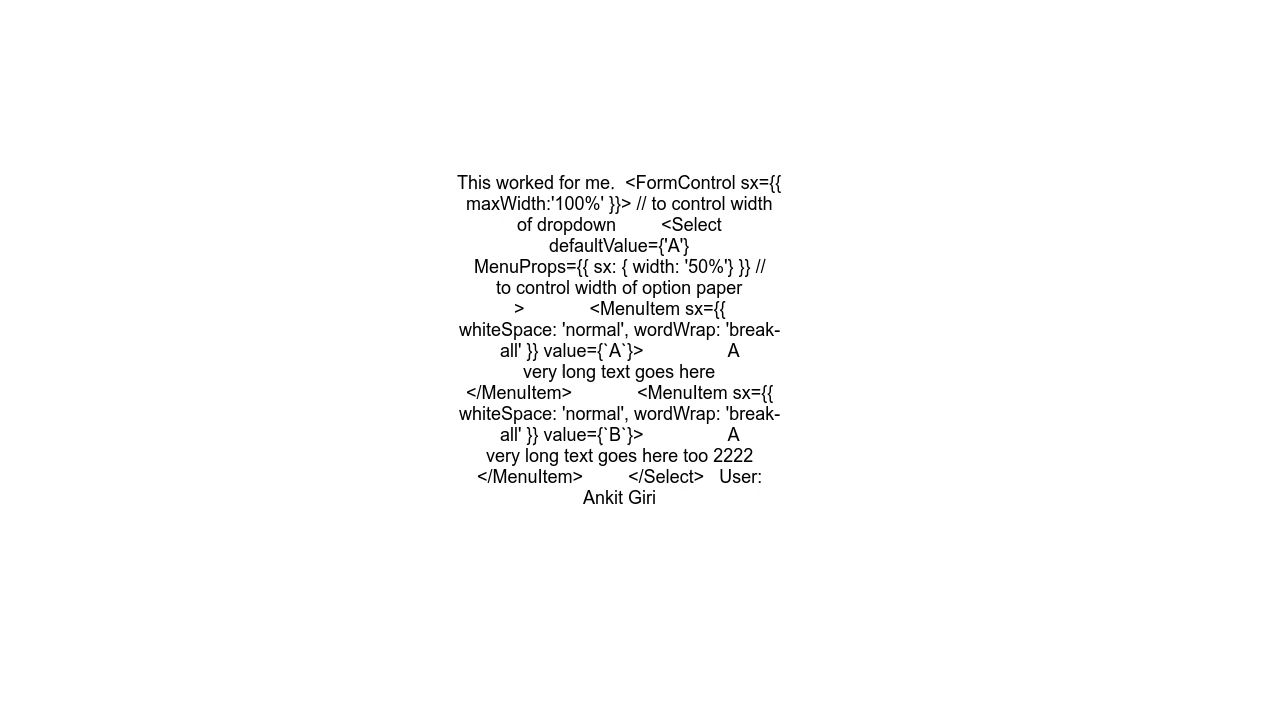 This worked for me.  <FormControl sx={{
maxWidth:'100%' }}> // to control width
of dropdown         <Select
defaultValue={'A'}
MenuProps={{ sx: { width: '50%'} }} //
to control width of option paper
>             <MenuItem sx={{
whiteSpace: 'normal', wordWrap: 'break-
all' }} value={`A`}>                 A
very long text goes here
</MenuItem>             <MenuItem sx={{
whiteSpace: 'normal', wordWrap: 'break-
all' }} value={`B`}>                 A
very long text goes here too 2222
</MenuItem>         </Select>   User:
Ankit Giri